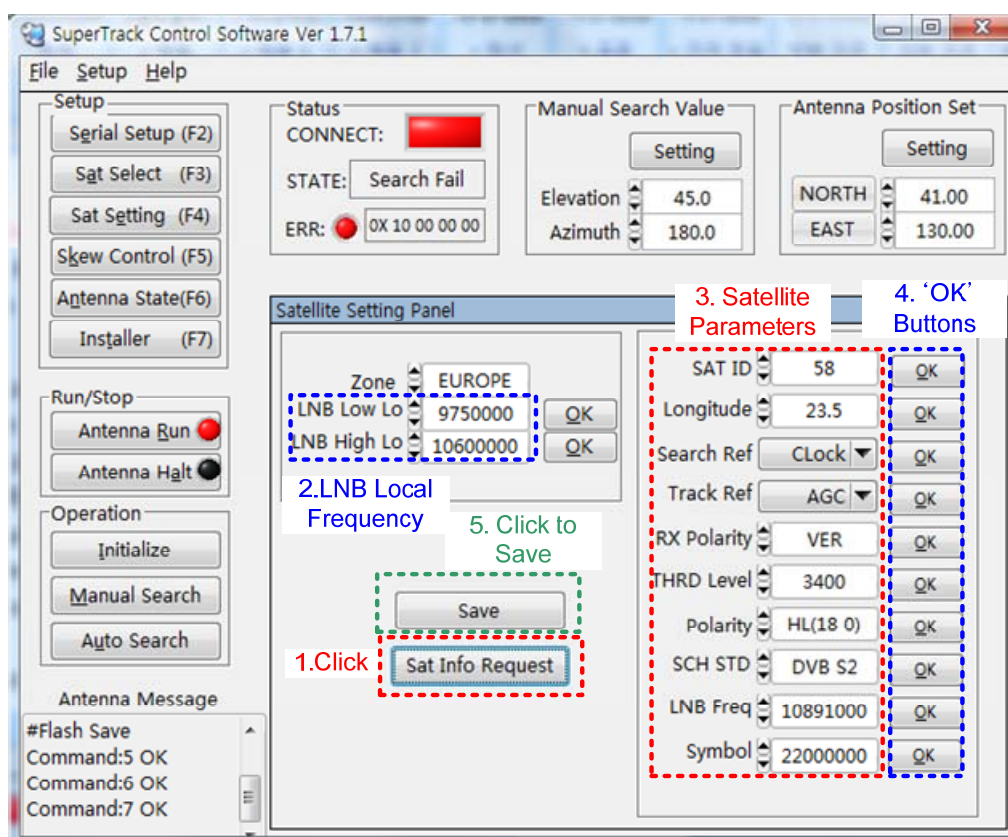 SuperTrack Control Software Ver 1.7.1
File Setup Help
Setup
Serial Setup (F2)
Sat Select (F3)
Sat Setting (F4)
Skew Control (F5)
Antenna State(F6)
Installer (F7)
Run/Stop
Antenna Run
Antenna Halt
Operation
Initialize
Manual Search
Auto Search
Antenna Message
#Flash Save
Command:5 OK
Command:6 OK
Command:7 OK
Status
CONNECT:
STATE: Search Fail
ERR: 0X 10 00 00 00
Manual Search Value
Setting
Elevation 45.0
Azimuth 180.0
Antenna Position Set
Setting
NORTH 41.00
EAST 130.00
Satellite Setting Panel
Zone EUROPE
LNB Low Lo 9750000 OK
LNB High Lo 10600000 OK
2.LNB Local
Frequency
5. Click to
Save
Save
1.Click
Sat Info Request
3. Satellite
Parameters
4. ‘OK’
Buttons
SAT ID 58 OK
Longitude 23.5 OK
Search Ref CLock OK
Track Ref AGC OK
RX Polarity VER OK
THRD Level 3400 OK
Polarity HL(18 0) OK
SCH STD DVB S2 OK
LNB Freq 10891000 OK
Symbol 22000000 OK